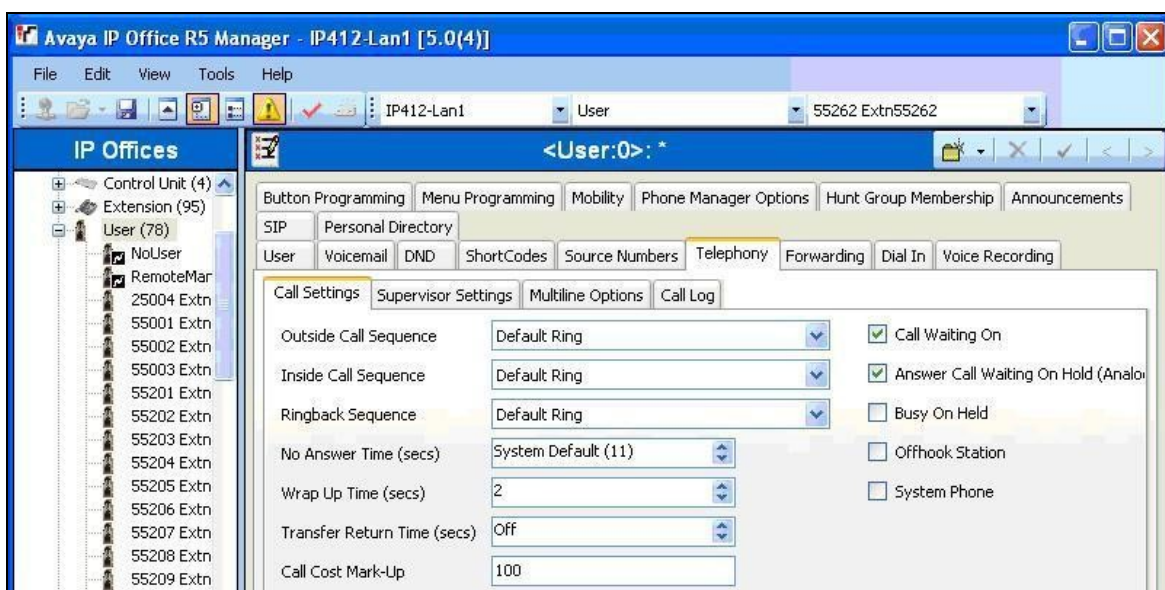 Avaya IP Office R5 Manager - IP412-Lan1 [5.0(4)]
File Edit View Tools Help
IP412-Lan1 User 55262 Extn55262
IP Offices
Control Unit (4)
Extension (95)
User (78)
NoUser
RemoteMar
25004 Extn
55001 Extn
55002 Extn
55003 Extn
55201 Extn
55202 Extn
55203 Extn
55204 Extn
55205 Extn
55206 Extn
55207 Extn
55208 Extn
55209 Extn
<User:0>: *
Button Programming Menu Programming Mobility Phone Manager Options Hunt Group Membership Announcements
SIP Personal Directory
User Voicemail DND ShortCodes Source Numbers Telephony Forwarding Dial In Voice Recording
Call Settings Supervisor Settings Multiline Options Call Log
Outside Call Sequence Default Ring Call Waiting On
Inside Call Sequence Default Ring Answer Call Waiting On Hold (Analo
Ringback Sequence Default Ring Busy On Held
No Answer Time (secs) System Default (11) Offhook Station
Wrap Up Time (secs) 2 System Phone
Transfer Return Time (secs) Off
Call Cost Mark-Up 100